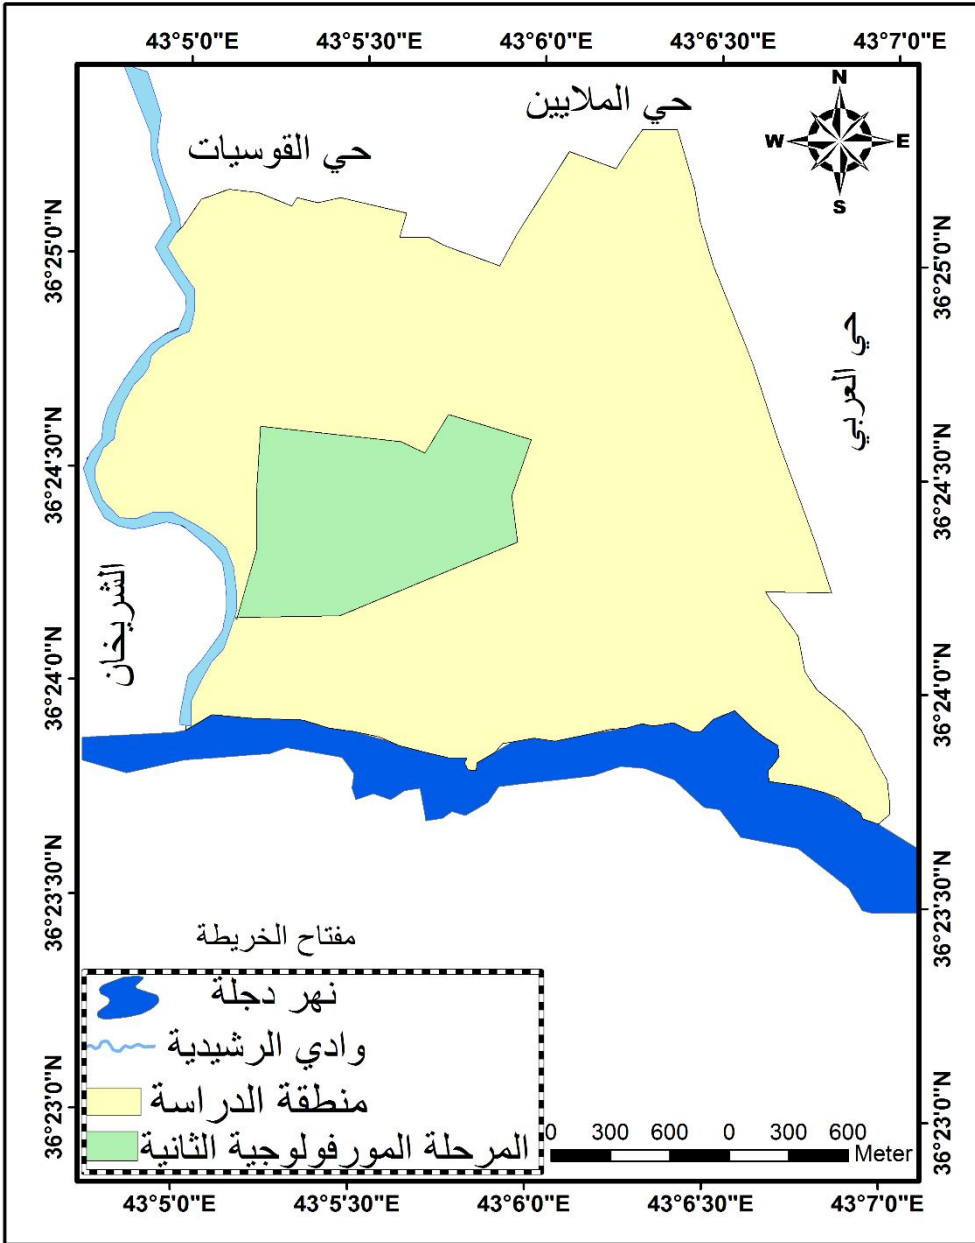 43°5'0"E 43°5'30"E 43°6'0"E 43°6'30"E 43°7'0"E
N
W E
S
حي الملايين
حي القوسيات
حي العربي
الشريخان
36°25'0"N
36°24'30"N
36°24'0"N
36°23'30"N
36°23'0"N
36°25'0"N
36°24'30"N
36°24'0"N
36°23'30"N
36°23'0"N
مفتاح الخريطة
نهر دجلة
وادي الرشيدية
منطقة الدراسة
المرحلة المورفولوجية الثانية
0 300 600 0 300 600
Meter
43°5'0"E 43°5'30"E 43°6'0"E 43°6'30"E 43°7'0"E